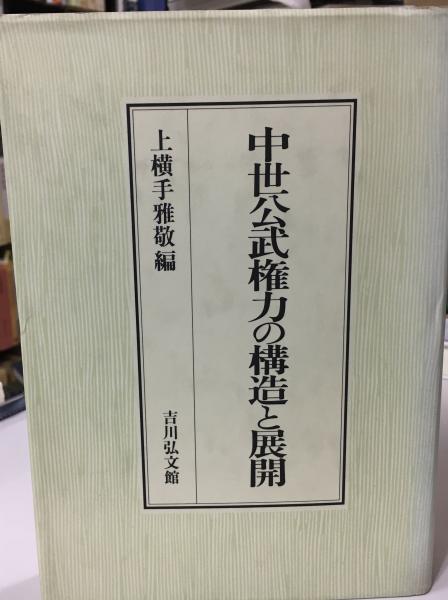 中世公武権力の構造と展開
上横手雅敬編
吉川弘文館